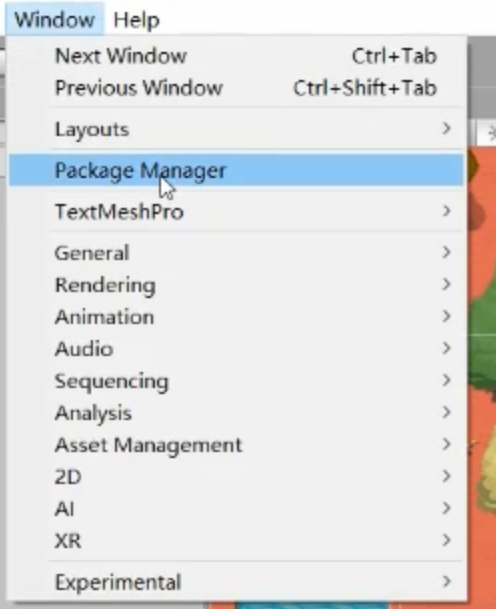 Window Help
Next Window Ctrl+Tab
Previous Window Ctrl+Shift+Tab
Layouts
Package Manager
TextMeshPro
General
Rendering
Animation
Audio
Sequencing
Analysis
Asset Management
2D
AI
XR
Experimental